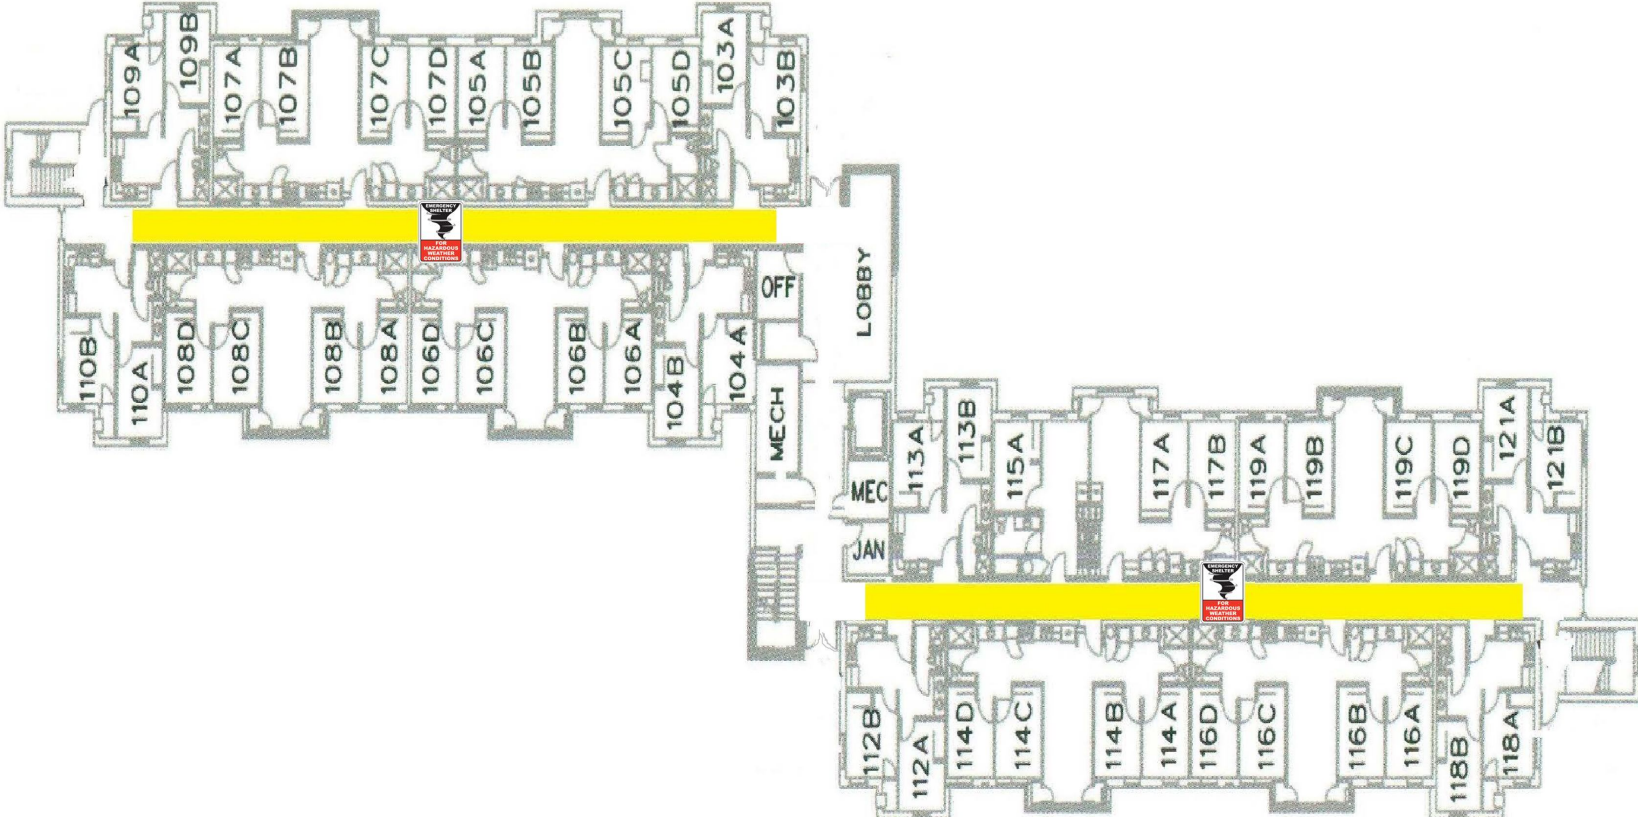 109A
109B
107A
107B
107C
107D
105A
105B
105C
105D
103A
103B
EMERGENCY
SHELTER
FOR
HAZARDOUS
WEATHER
CONDITIONS
110B
110A
108D
108C
108B
108A
106D
106C
106B
106A
104B
104A
OFF
MECH
LOBBY
MEC
JAN
113A
113B
115A
117A
117B
119A
119B
119C
119D
121A
121B
EMERGENCY
SHELTER
FOR
HAZARDOUS
WEATHER
CONDITIONS
112B
112A
114D
114C
114B
114A
116D
116C
116B
116A
118B
118A